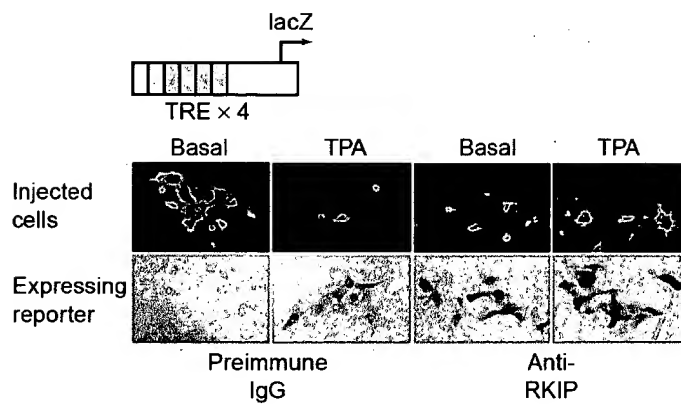 lacZ
TRE × 4
Basal TPA Basal TPA
Injected
cells
Expressing
reporter
Preimmune
IgG
Anti-
RKIP